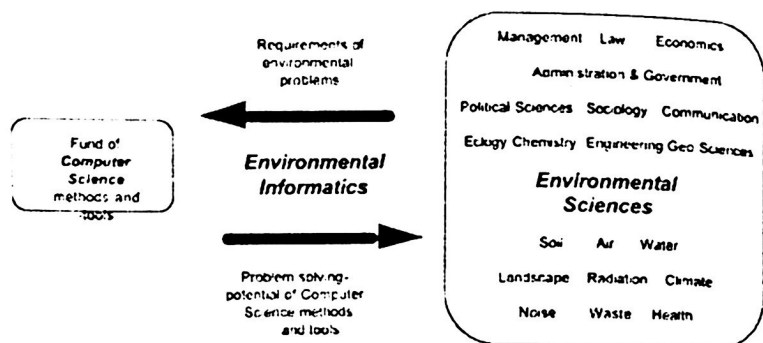 Requirements of
environmental
problems
Fund of
Computer
Science
methods and
tools
Environmental
Informatics
Problem solving-
potential of Computer
Science methods
and tools
Management Law Economics
Administration & Government
Political Sciences Sociology Communication
Eclogy Chemistry Engineering Geo Sciences
Environmental
Sciences
Soil Air Water
Landscape Radiation Climate
Noise Waste Health